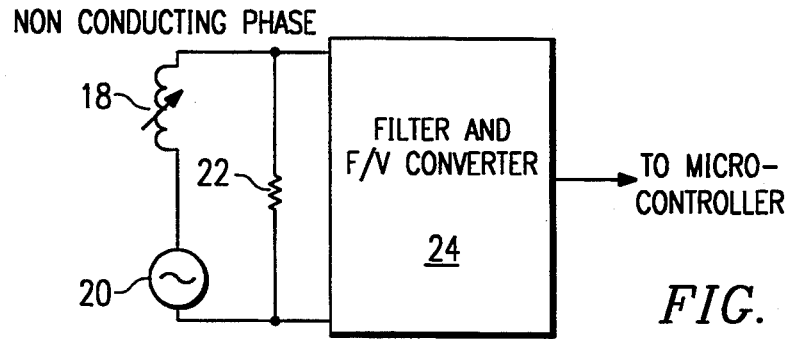 NON CONDUCTING PHASE
18
22
20
FILTER AND
F/V CONVERTER
24
TO MICRO-
CONTROLLER
FIG.